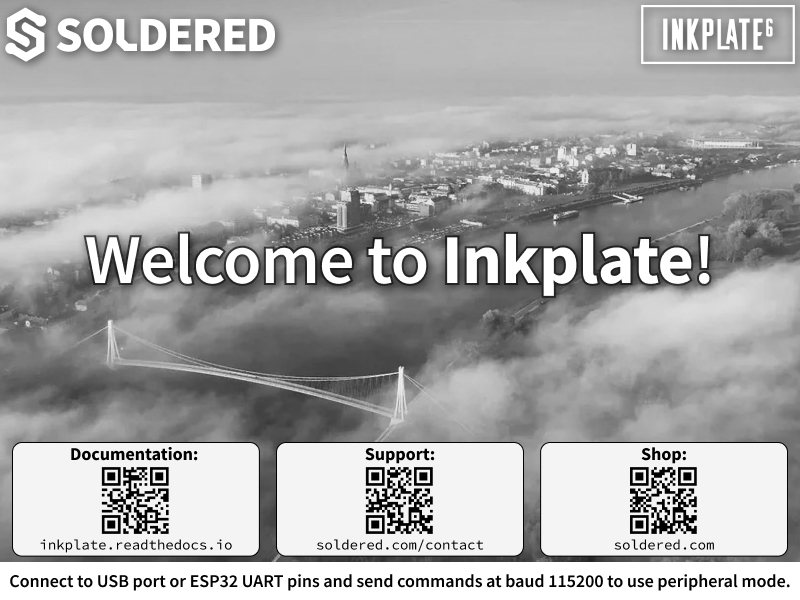 SOLDERED
INKPLATE6
Welcome to Inkplate!
Documentation:
inkplate.readthedocs.io
Support:
soldered.com/contact
Shop:
soldered.com
Connect to USB port or ESP32 UART pins and send commands at baud 115200 to use peripheral mode.